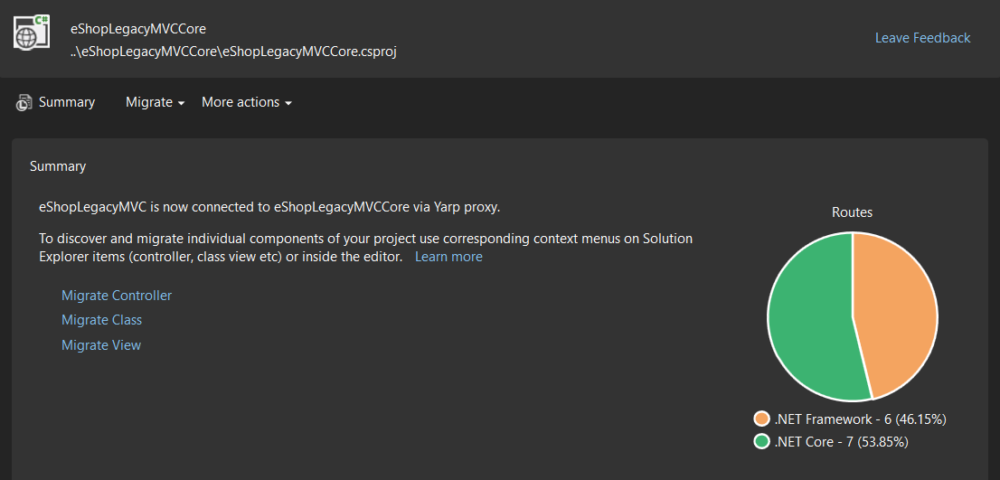 C#
eShopLegacyMVCCore
..\eShopLegacyMVCCore\eShopLegacyMVCCore.csproj
Leave Feedback
Summary
Migrate
More actions
Summary
eShopLegacyMVC is now connected to eShopLegacyMVCCore via Yarp proxy.
To discover and migrate individual components of your project use corresponding context menus on Solution
Explorer items (controller, class view etc) or inside the editor. Learn more
Migrate Controller
Migrate Class
Migrate View
Routes
.NET Framework - 6 (46.15%)
.NET Core - 7 (53.85%)